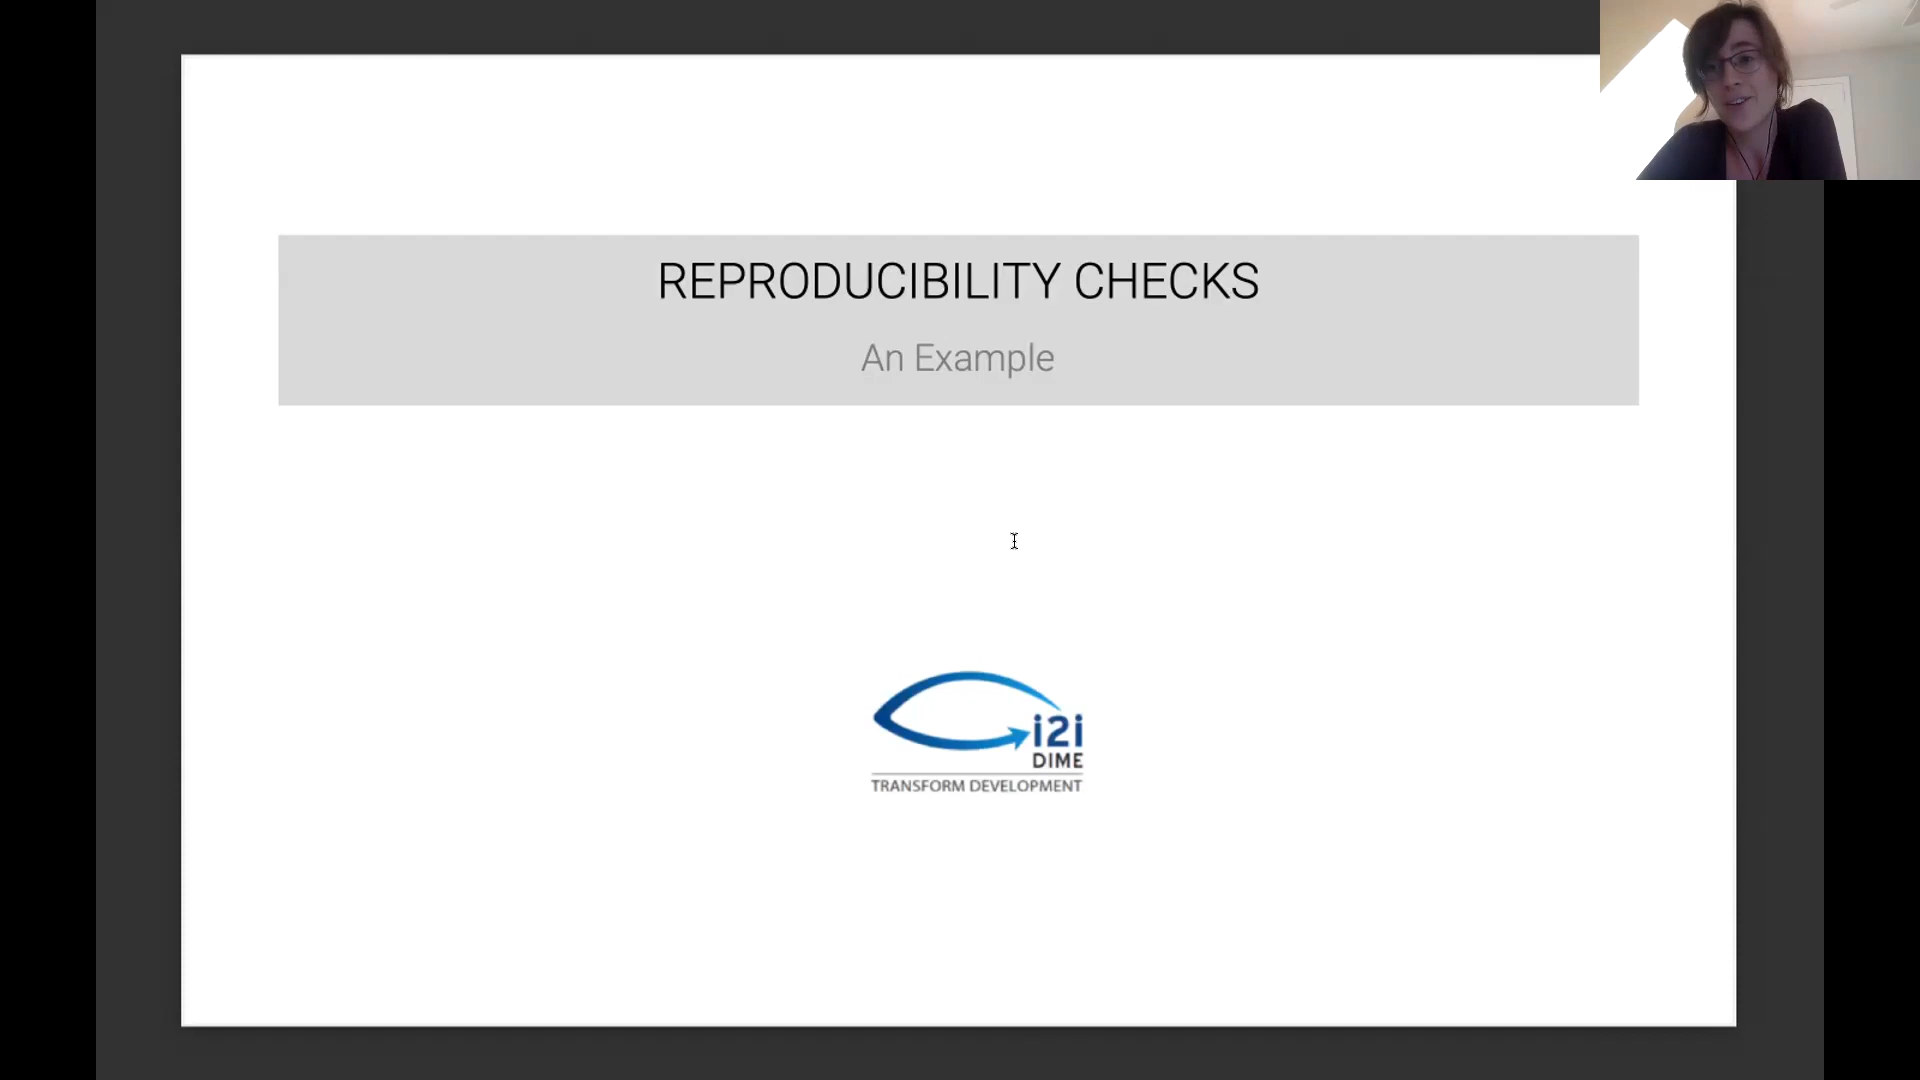 REPRODUCIBILITY CHECKS
An Example
i2i
DIME
TRANSFORM DEVELOPMENT